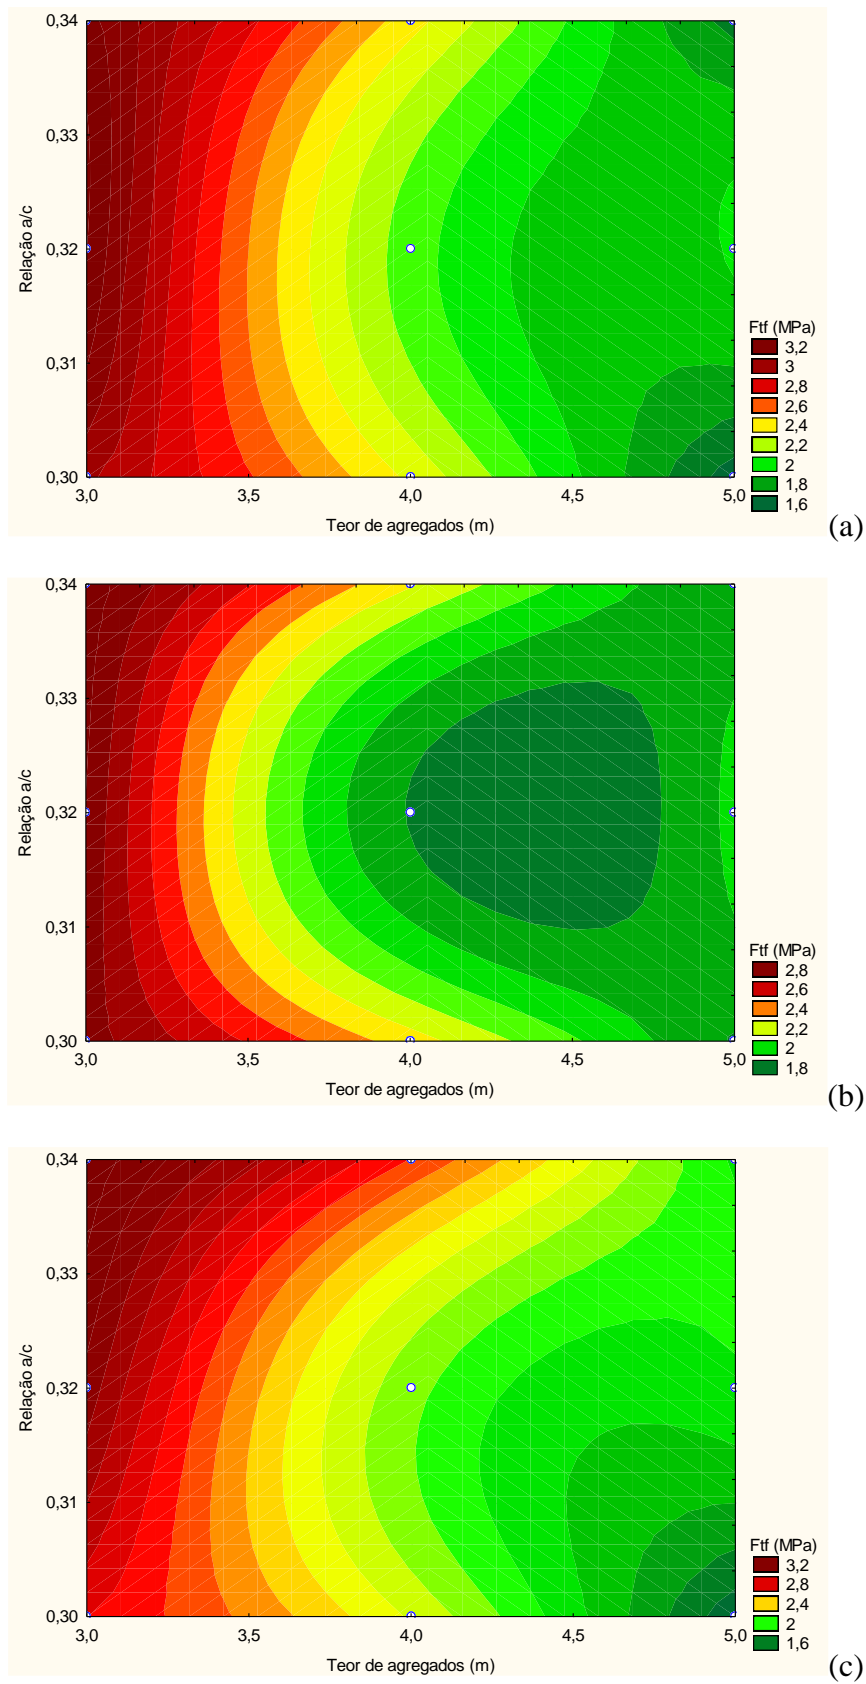 0,34
0,33
0,32
0,31
0,30
Relação a/c
3,0 3,5 4,0 4,5 5,0
Teor de agregados (m)
Ftf (MPa)
3,2
3
2,8
2,6
2,4
2,2
2
1,8
1,6
(a)
0,34
0,33
0,32
0,31
0,30
Relação a/c
3,0 3,5 4,0 4,5 5,0
Teor de agregados (m)
Ftf (MPa)
2,8
2,6
2,4
2,2
2
1,8
(b)
0,34
0,33
0,32
0,31
0,30
Relação a/c
3,0 3,5 4,0 4,5 5,0
Teor de agregados (m)
Ftf (MPa)
3,2
2,8
2,4
2
1,6
(c)